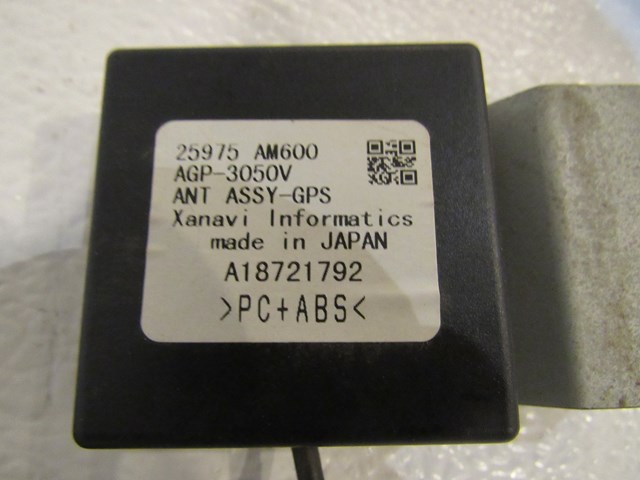 25975 AM600
AGP-3050V
ANT ASSY-GPS
Xanavi Informatics
made in JAPAN
A18721792
>PC+ABS<